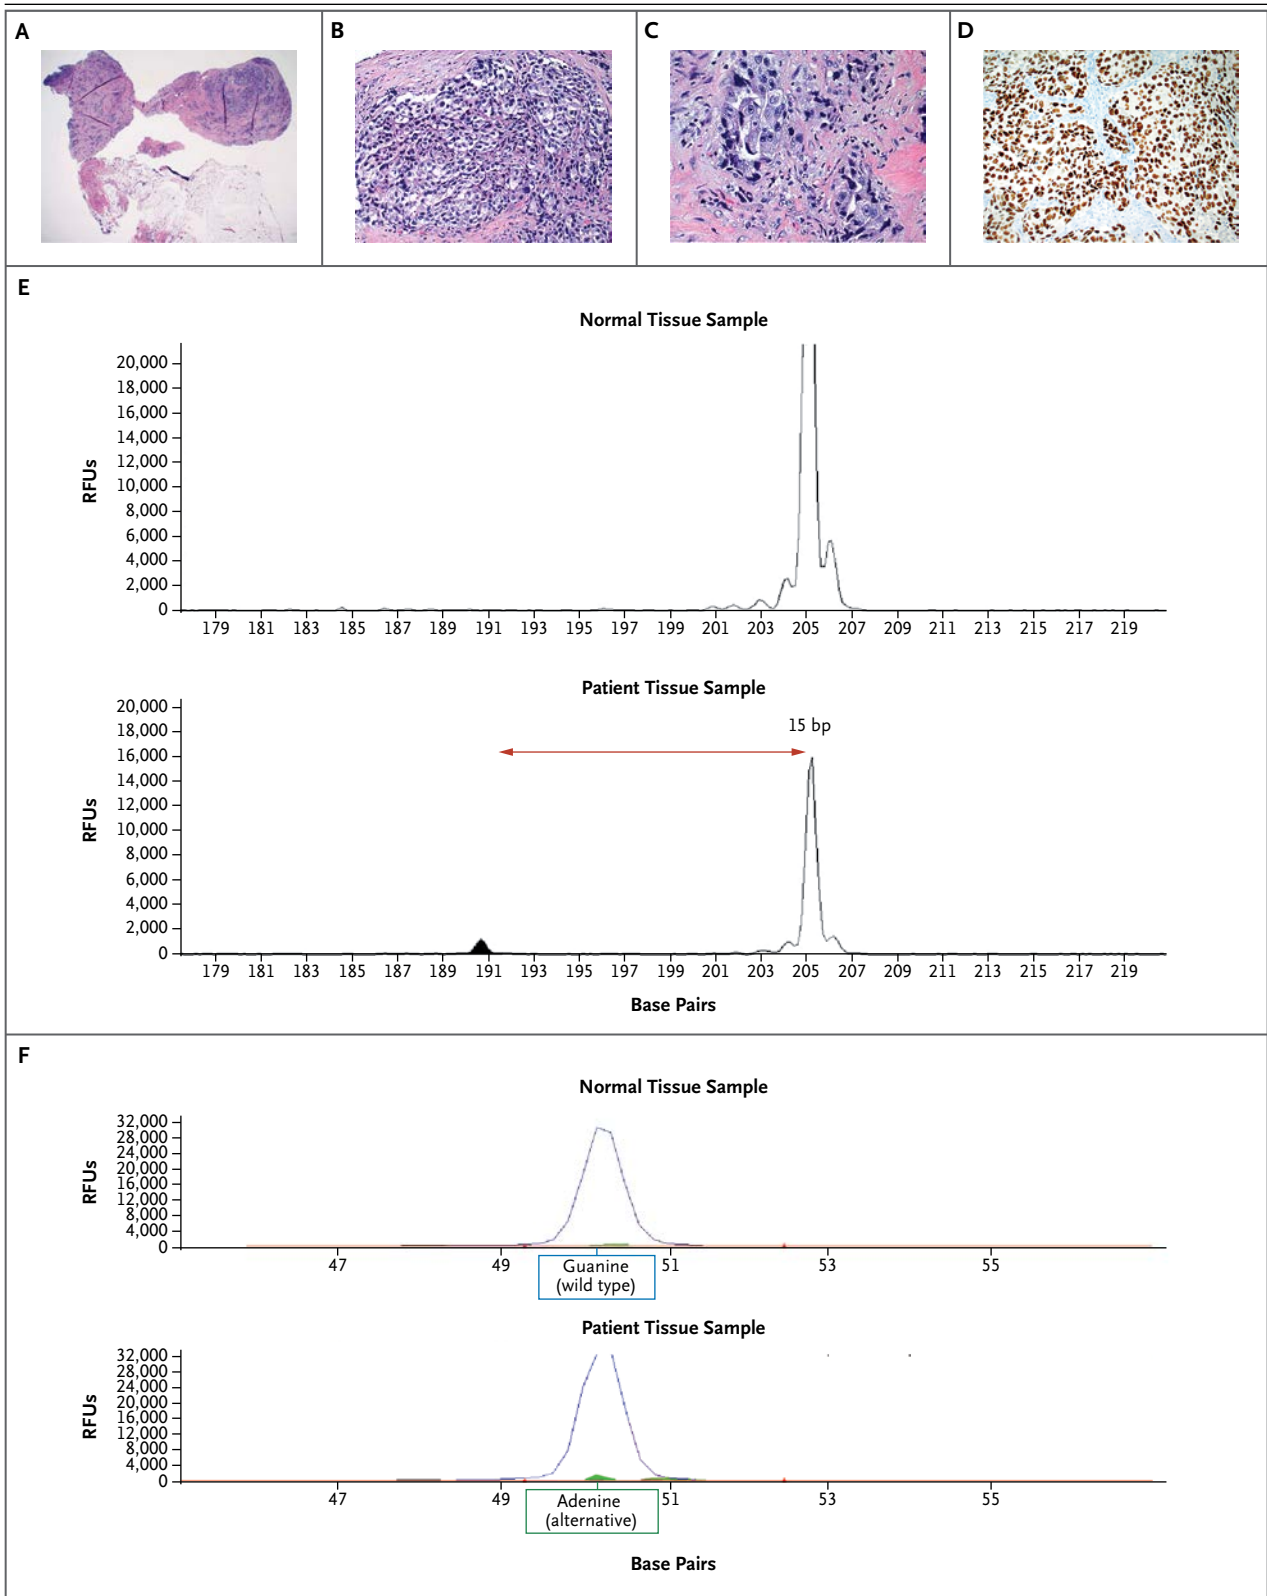 A
B
C
D
E
Normal Tissue Sample
20,000
18,000
16,000
14,000
12,000
10,000
8,000
6,000
4,000
2,000
0
RFUs
179 181 183 185 187 189 191 193 195 197 199 201 203 205 207 209 211 213 215 217 219
Patient Tissue Sample
20,000
18,000
16,000
14,000
12,000
10,000
8,000
6,000
4,000
2,000
0
RFUs
15 bp
179 181 183 185 187 189 191 193 195 197 199 201 203 205 207 209 211 213 215 217 219
Base Pairs
F
Normal Tissue Sample
32,000
28,000
24,000
20,000
16,000
12,000
8,000
4,000
0
RFUs
47 49 51 53 55
Guanine
(wild type)
Patient Tissue Sample
32,000
28,000
24,000
20,000
16,000
12,000
8,000
4,000
0
RFUs
47 49 51 53 55
Adenine
(alternative)
Base Pairs